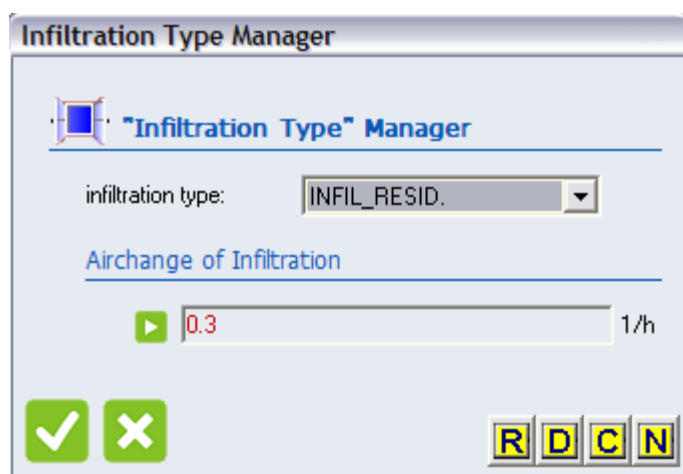 Infiltration Type Manager
"Infiltration Type" Manager
infiltration type: INFIL_RESID.
Airchange of Infiltration
0.3 1/h
R D C N